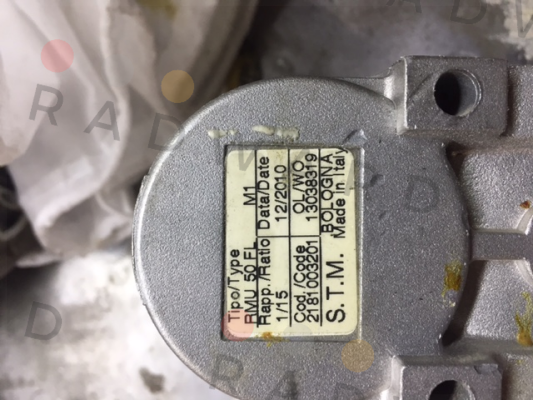 Tipo/Type
RMU 50 FL M1
Rapp./Ratio Data/Date
1/15 12/2010
Cod./Code OL/WO
2181003201 13038319
S.T.M. BOLOGNA
Made in Italy